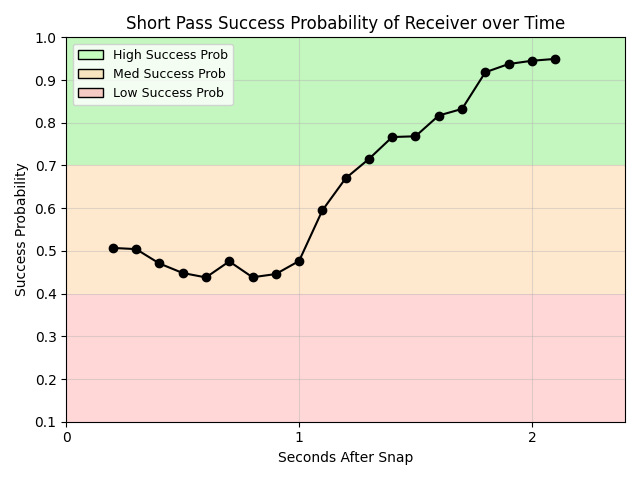 Short Pass Success Probability of Receiver over Time
1.0
High Success Prob
Med Success Prob
Low Success Prob
0.9
0.8
0.7
0.6
0.5
0.4
0.3
0.2
0.1
Success Probability
0
1
2
Seconds After Snap